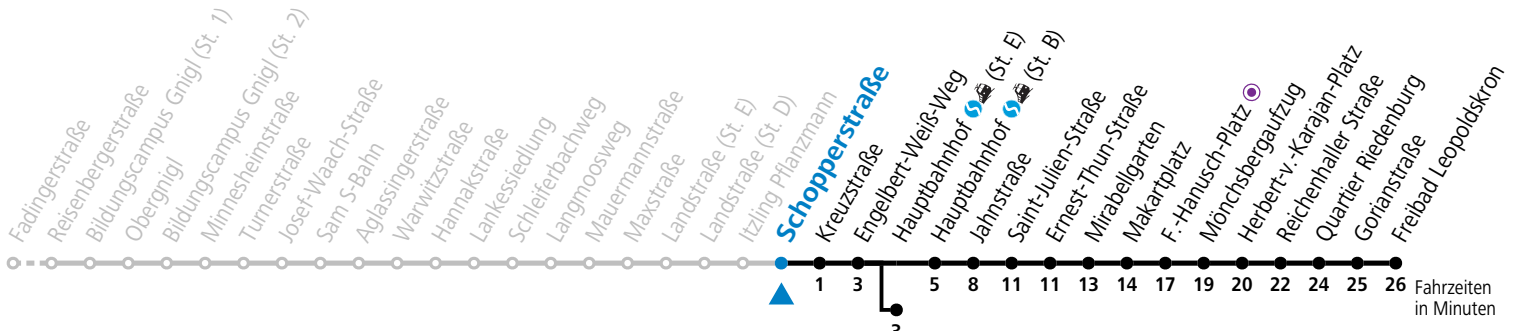 Fadingerstraße
Reisenbergerstraße
Bildungscampus Gnigl (St. 1)
Obergnigl
Bildungscampus Gnigl (St. 2)
Minnesheimstraße
Turnerstraße
Josef-Waach-Straße
Sam S-Bahn
Aglassingerstraße
Warwitzstraße
Hannakstraße
Lankessiedlung
Schleiferbachweg
Langmoosweg
Mauermannstraße
Maxstraße
Landstraße (St. E)
Landstraße (St. D)
Itzling Pflanzmann
Schopperstraße
Kreuzstraße
Engelbert-Weiß-Weg
Hauptbahnhof (St. E)
Hauptbahnhof (St. B)
Jahnstraße
Saint-Julien-Straße
Ernest-Thun-Straße
Mirabellgarten
Makartplatz
F.-Hanusch-Platz
Mönchsbergaufzug
Herbert-v.-Karajan-Platz
Reichenhaller Straße
Quartier Riedenburg
Gorianstraße
Freibad Leopoldskron
1 3 5 8 11 11 13 14 17 19 20 22 24 25 26 Fahrzeiten
in Minuten
3